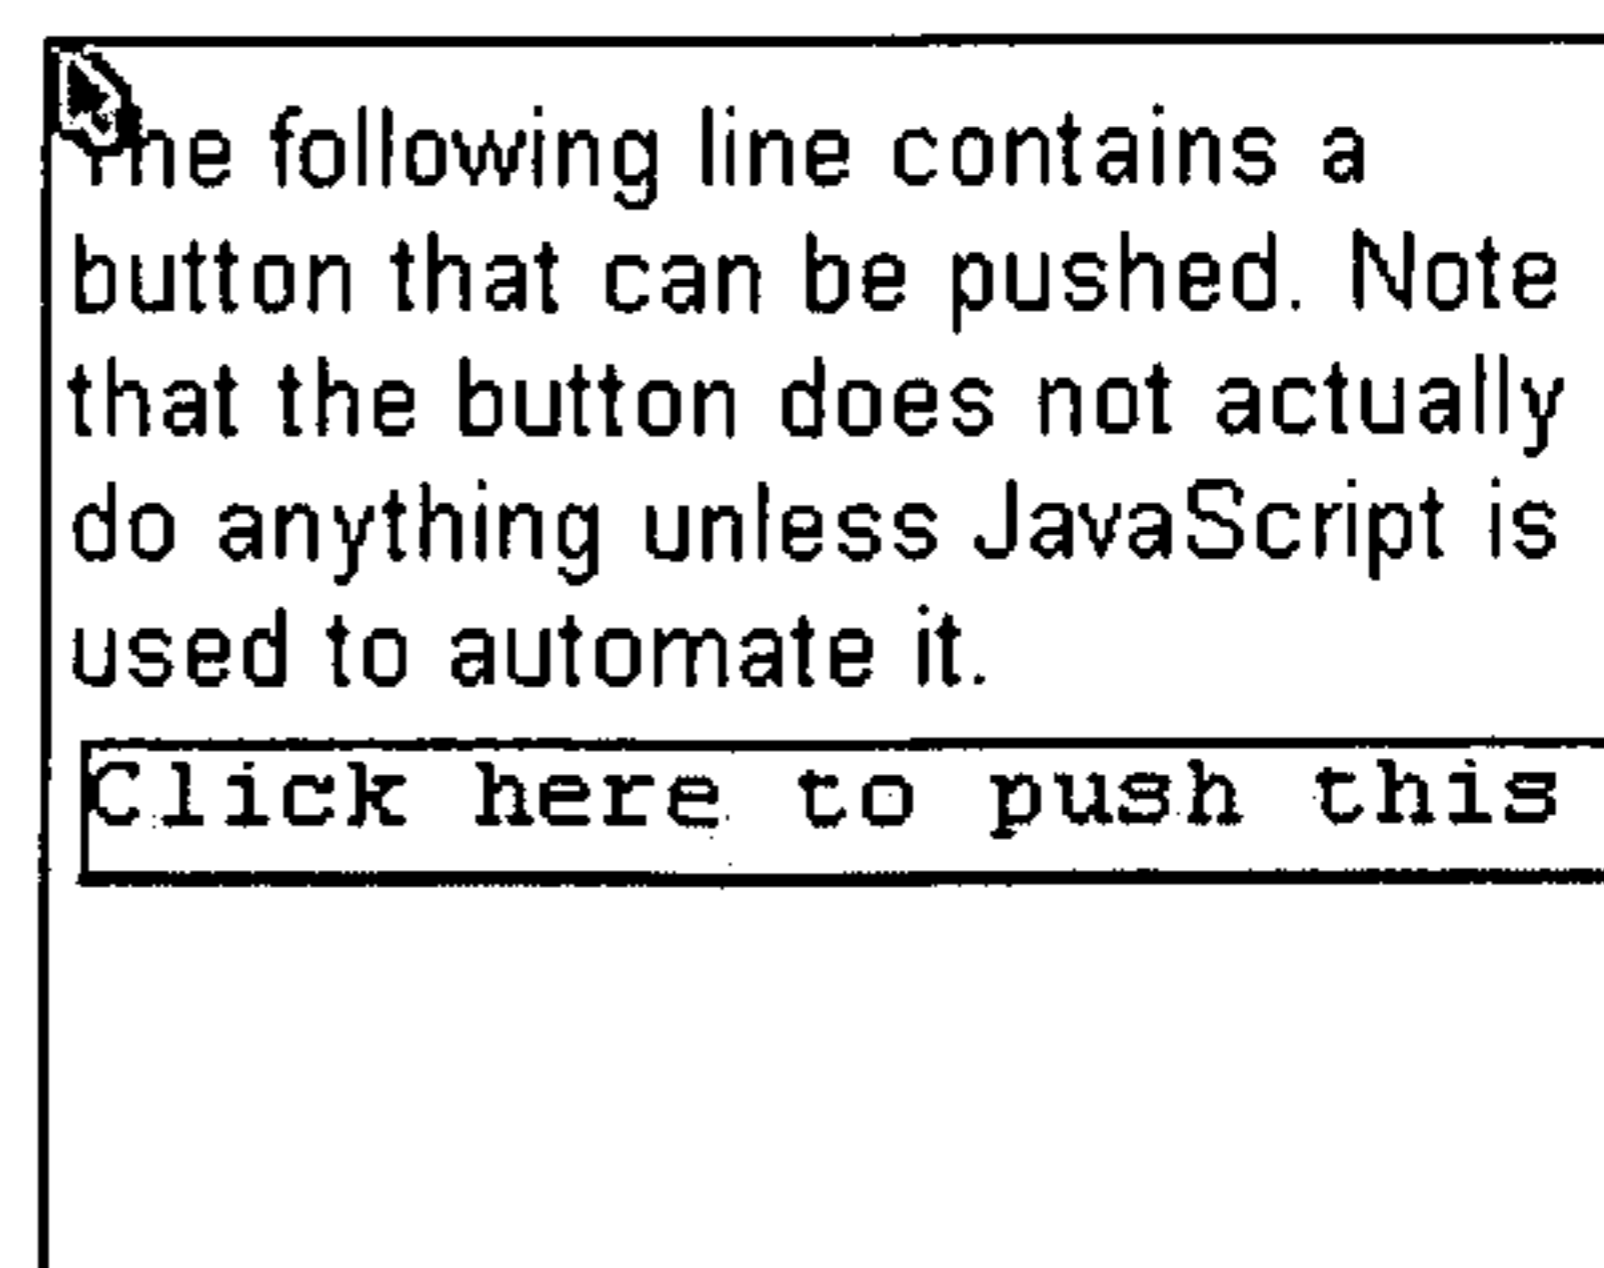 The following line contains a
button that can be pushed. Note
that the button does not actually
do anything unless JavaScript is
used to automate it.
Click here to push this